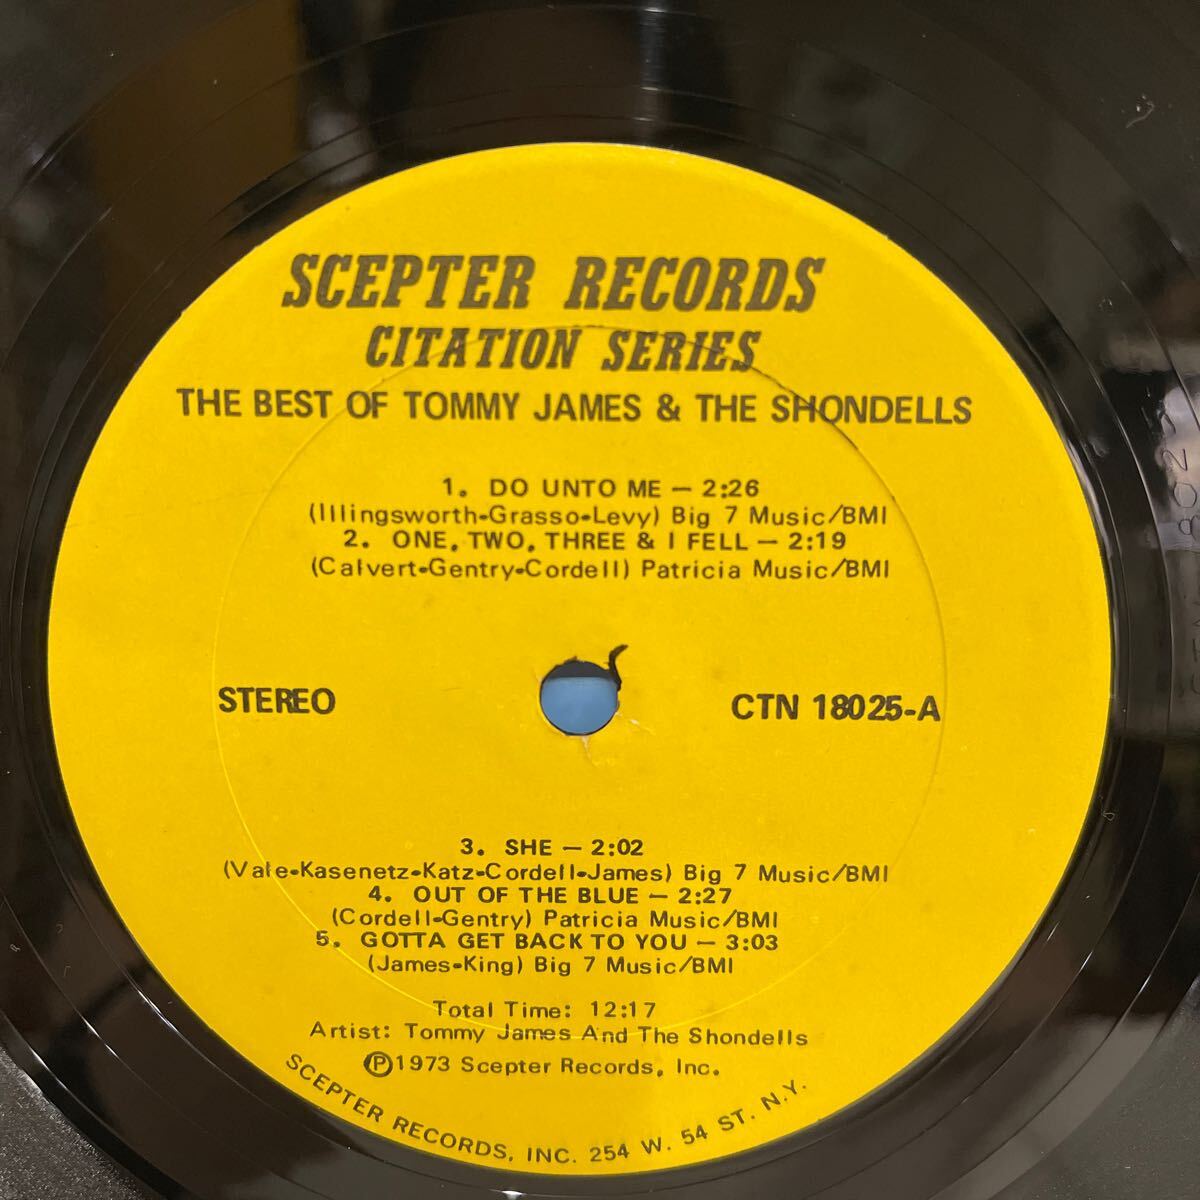 SCEPTER RECORDS
CITATION SERIES
THE BEST OF TOMMY JAMES & THE SHONDELLS
1. DO UNTO ME — 2:26
(Illingsworth-Grasso-Levy) Big 7 Music/BMI
2. ONE, TWO, THREE & I FELL — 2:19
(Calvert-Gentry-Cordell) Patricia Music/BMI
STEREO
CTN 18025-A
3. SHE — 2:02
(Vale-Kasenetz-Katz-Cordell-James) Big 7 Music/BMI
4. OUT OF THE BLUE — 2:27
(Cordell-Gentry) Patricia Music/BMI
5. GOTTA GET BACK TO YOU — 3:03
(James-King) Big 7 Music/BMI
Total Time: 12:17
Artist: Tommy James And The Shondells
Ⓟ1973 Scepter Records, Inc.
SCEPTER RECORDS, INC. 254 W. 54 ST. N.Y.